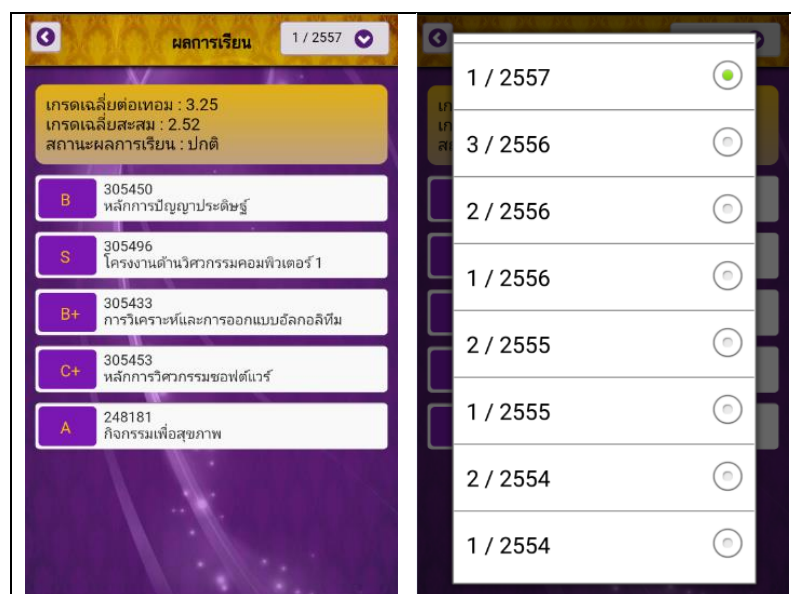 ผลการเรียน
1 / 2557
เกรดเฉลี่ยต่อเทอม : 3.25
เกรดเฉลี่ยสะสม : 2.52
สถานะผลการเรียน : ปกติ
B
305450
หลักการปัญญาประดิษฐ์
S
305496
โครงงานด้านวิศวกรรมคอมพิวเตอร์ 1
B+
305433
การวิเคราะห์และการออกแบบอัลกอลิทึม
C+
305453
หลักการวิศวกรรมซอฟต์แวร์
A
248181
กิจกรรมเพื่อสุขภาพ
1 / 2557
3 / 2556
2 / 2556
1 / 2556
2 / 2555
1 / 2555
2 / 2554
1 / 2554